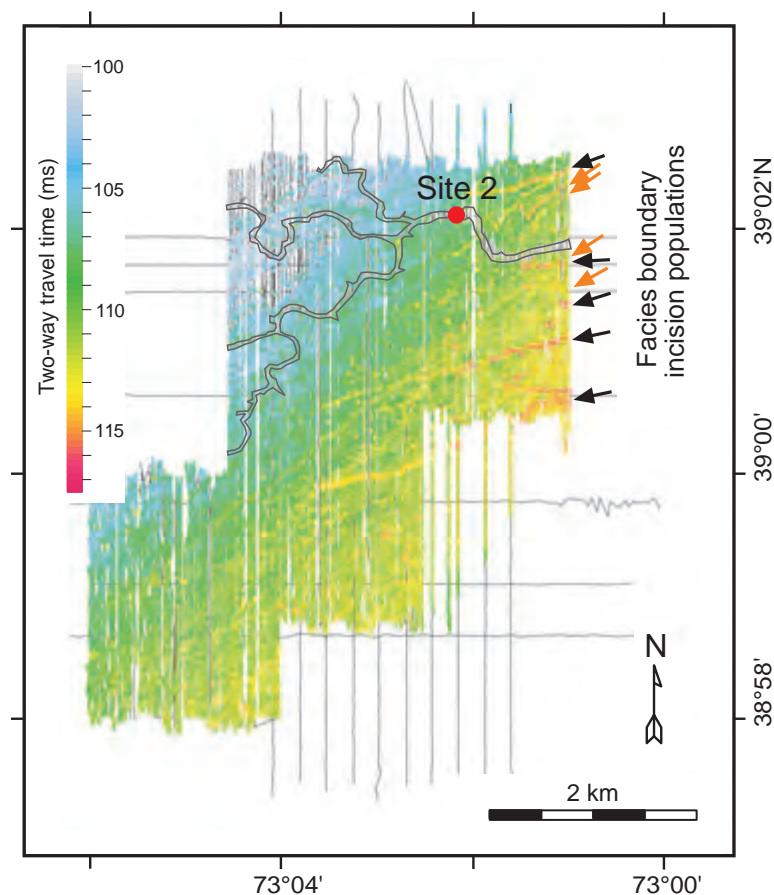 100
105
110
115
Two-way travel time (ms)
Site 2
Facies boundary
incision populations
39°02'N
39°00'
38°58'
N
2 km
73°04'
73°00'